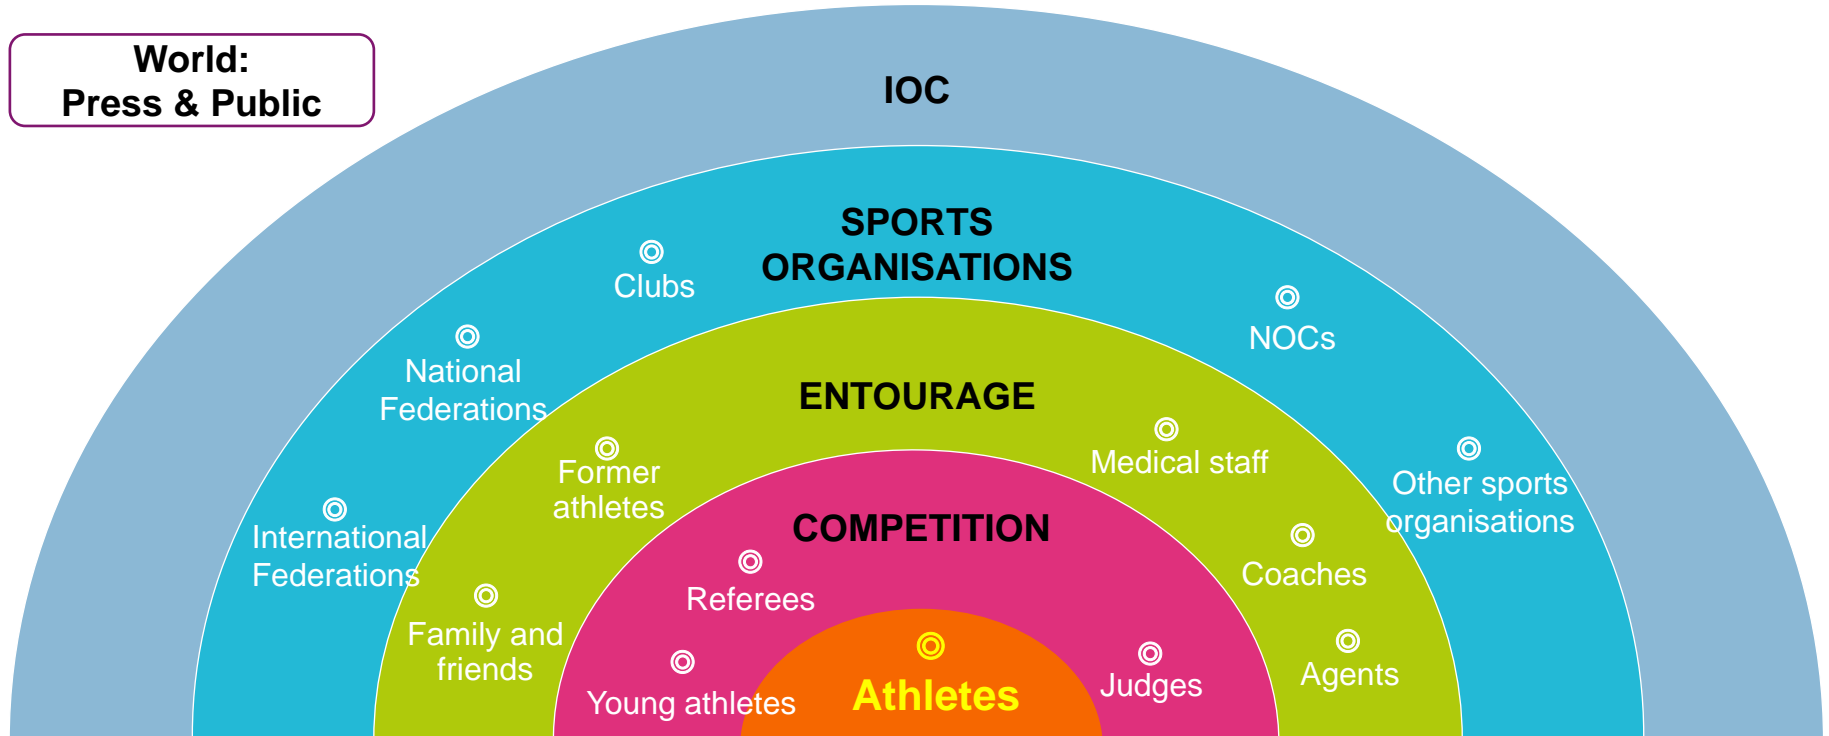 World:
Press & Public
IOC
SPORTS
ORGANISATIONS
Clubs
NOCs
National
Federations
International
Federations
Other sports
organisations
ENTOURAGE
Former
athletes
Medical staff
Family and
friends
Coaches
Agents
COMPETITION
Referees
Young athletes
Judges
Athletes